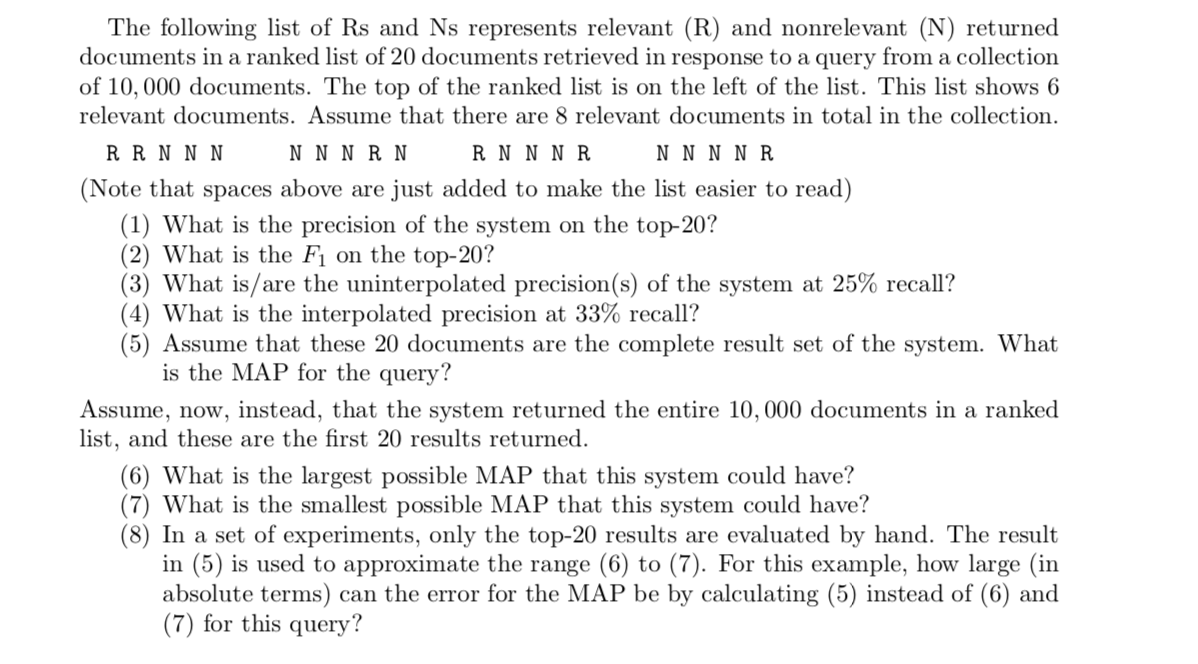 The following list of Rs and Ns represents relevant (R) and nonrelevant (N) returned
documents in a ranked list of 20 documents retrieved in response to a query from a collection
of 10,000 documents. The top of the ranked list is on the left of the list. This list shows 6
relevant documents. Assume that there are 8 relevant documents in total in the collection.
R R N N N N N N R N R N N N R N N N N R
(Note that spaces above are just added to make the list easier to read)
(1) What is the precision of the system on the top-20?
(2) What is the F₁ on the top-20?
(3) What is/are the uninterpolated precision(s) of the system at 25% recall?
(4) What is the interpolated precision at 33% recall?
(5) Assume that these 20 documents are the complete result set of the system. What
is the MAP for the query?
Assume, now, instead, that the system returned the entire 10,000 documents in a ranked
list, and these are the first 20 results returned.
(6) What is the largest possible MAP that this system could have?
(7) What is the smallest possible MAP that this system could have?
(8) In a set of experiments, only the top-20 results are evaluated by hand. The result
in (5) is used to approximate the range (6) to (7). For this example, how large (in
absolute terms) can the error for the MAP be by calculating (5) instead of (6) and
(7) for this query?